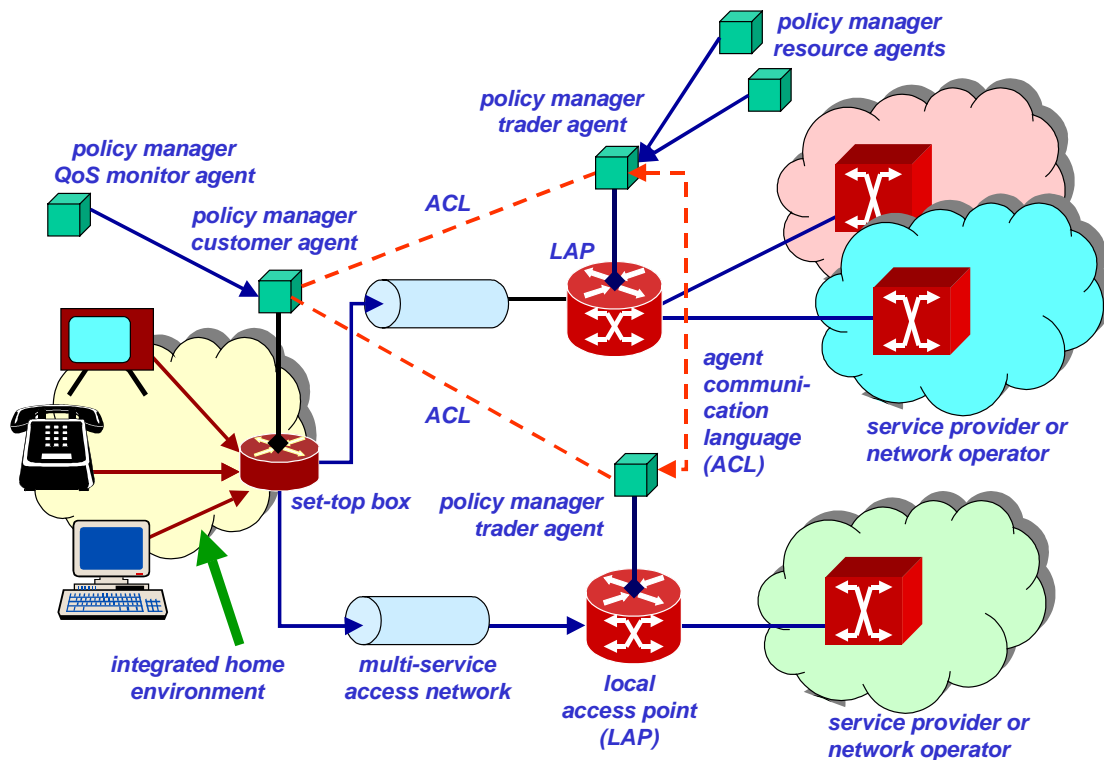 policy manager
resource agents
policy manager
trader agent
policy manager
QoS monitor agent
policy manager
customer agent
ACL
LAP
agent
communi-
cation
language
(ACL)
ACL
service provider or
network operator
set-top box
policy manager
trader agent
integrated home
environment
multi-service
access network
local
access point
(LAP)
service provider or
network operator